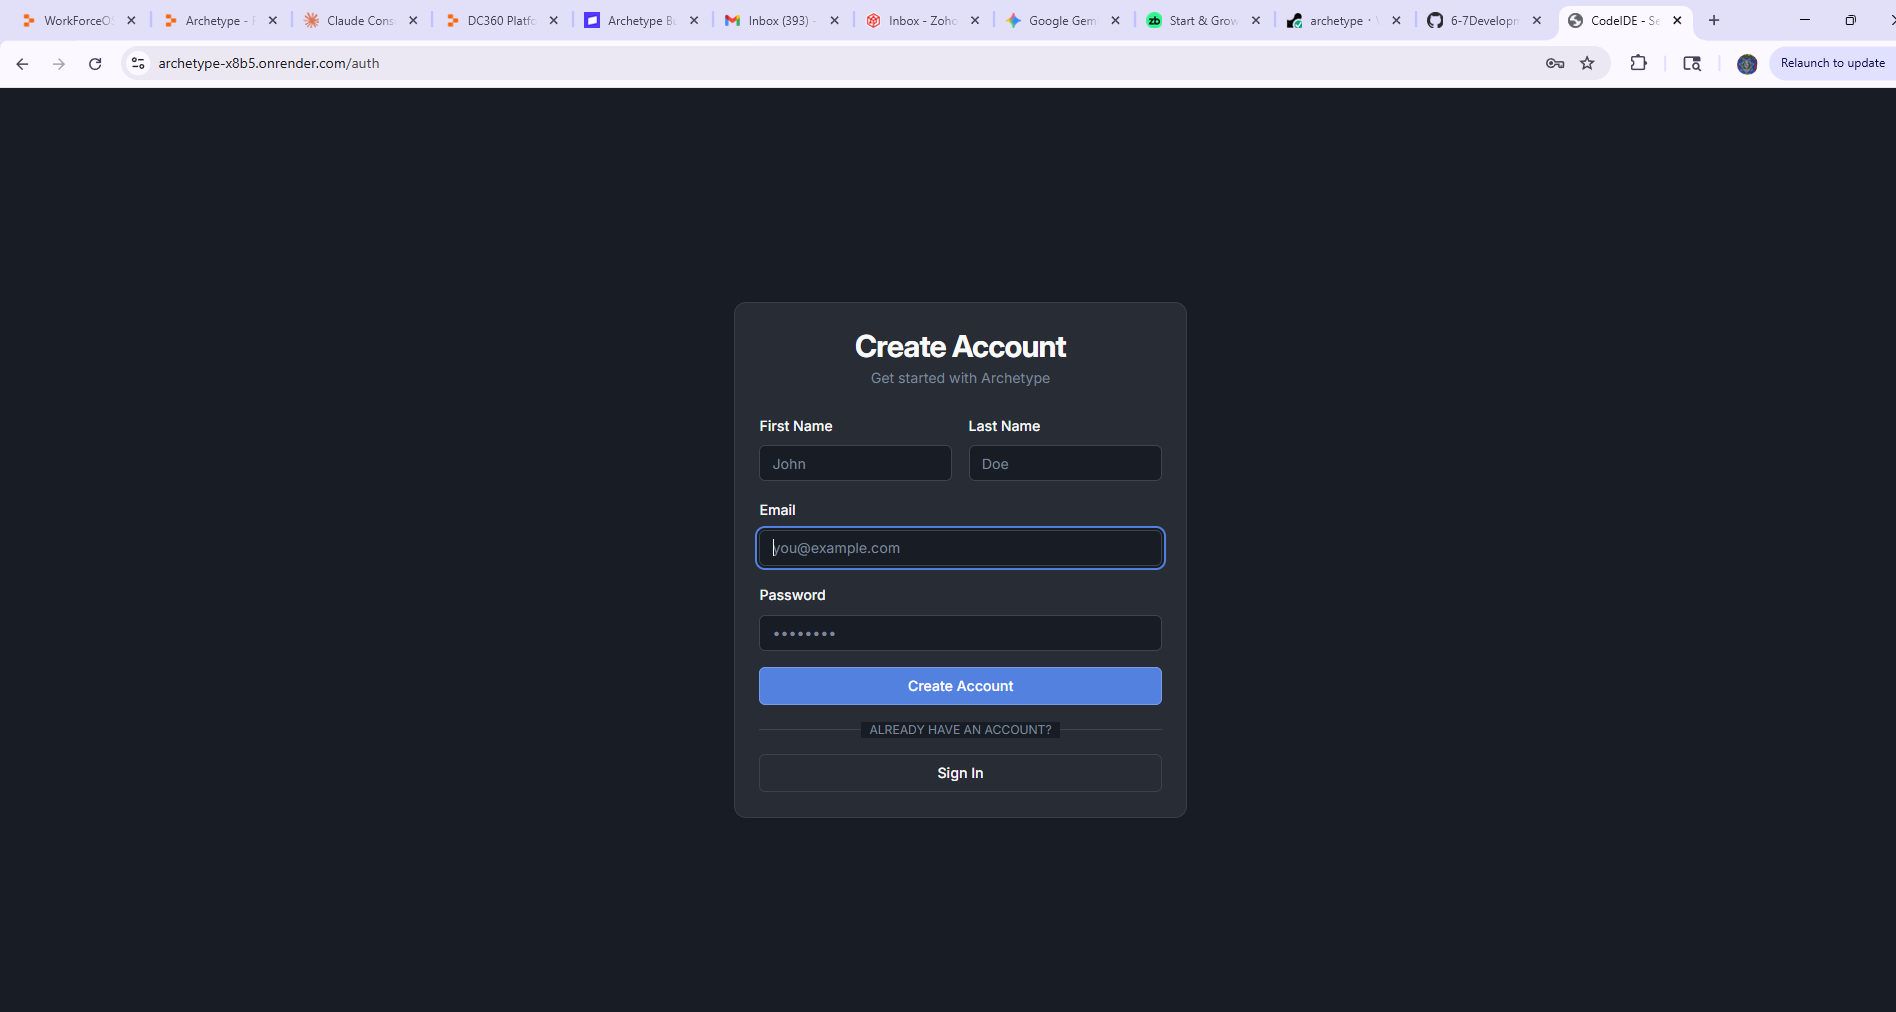 WorkForceOS
Archetype - R
Claude Cons
DC360 Platfo
Archetype Bu
Inbox (393) -
Inbox - Zoho
Google Gem
Start & Grow
archetype ·
6-7Developm
CodeIDE - Se
archetype-x8b5.onrender.com/auth
Relaunch to update
Create Account
Get started with Archetype
First Name
Last Name
John
Doe
Email
you@example.com
Password
••••••••
Create Account
ALREADY HAVE AN ACCOUNT?
Sign In